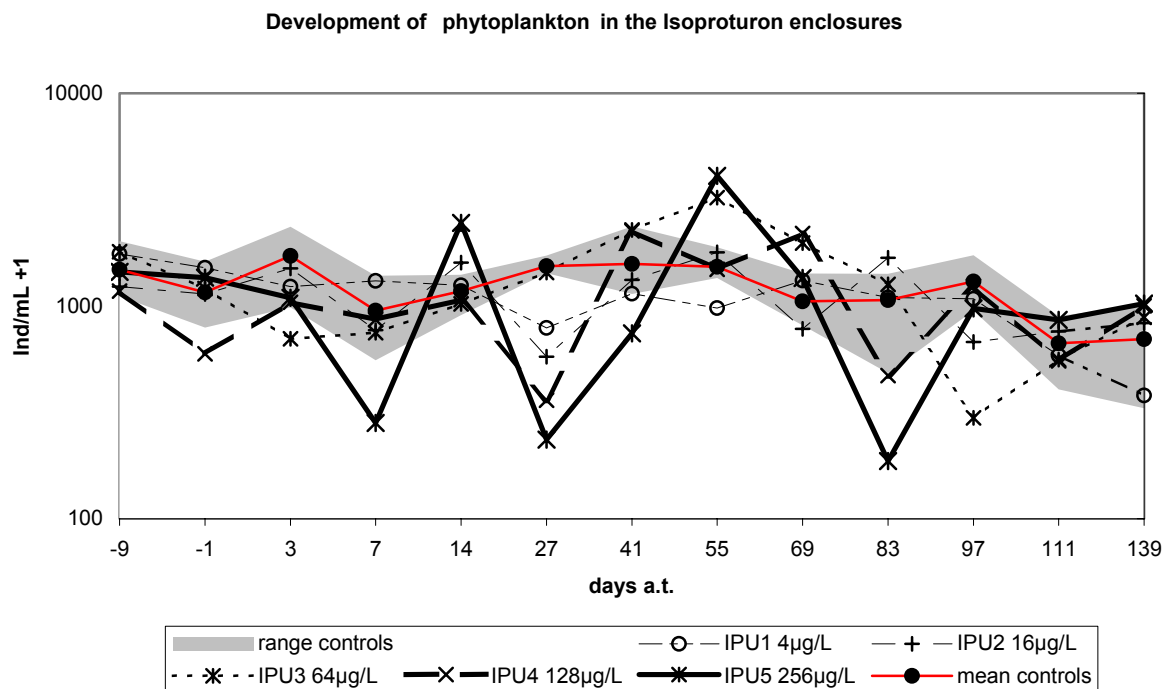 Development of phytoplankton in the Isoproturon enclosures
10000
1000
100
Ind/mL +1
-9 -1 3 7 14 27 41 55 69 83 97 111 139
days a.t.
range controls IPU1 4µg/L IPU2 16µg/L
IPU3 64µg/L IPU4 128µg/L IPU5 256µg/L mean controls